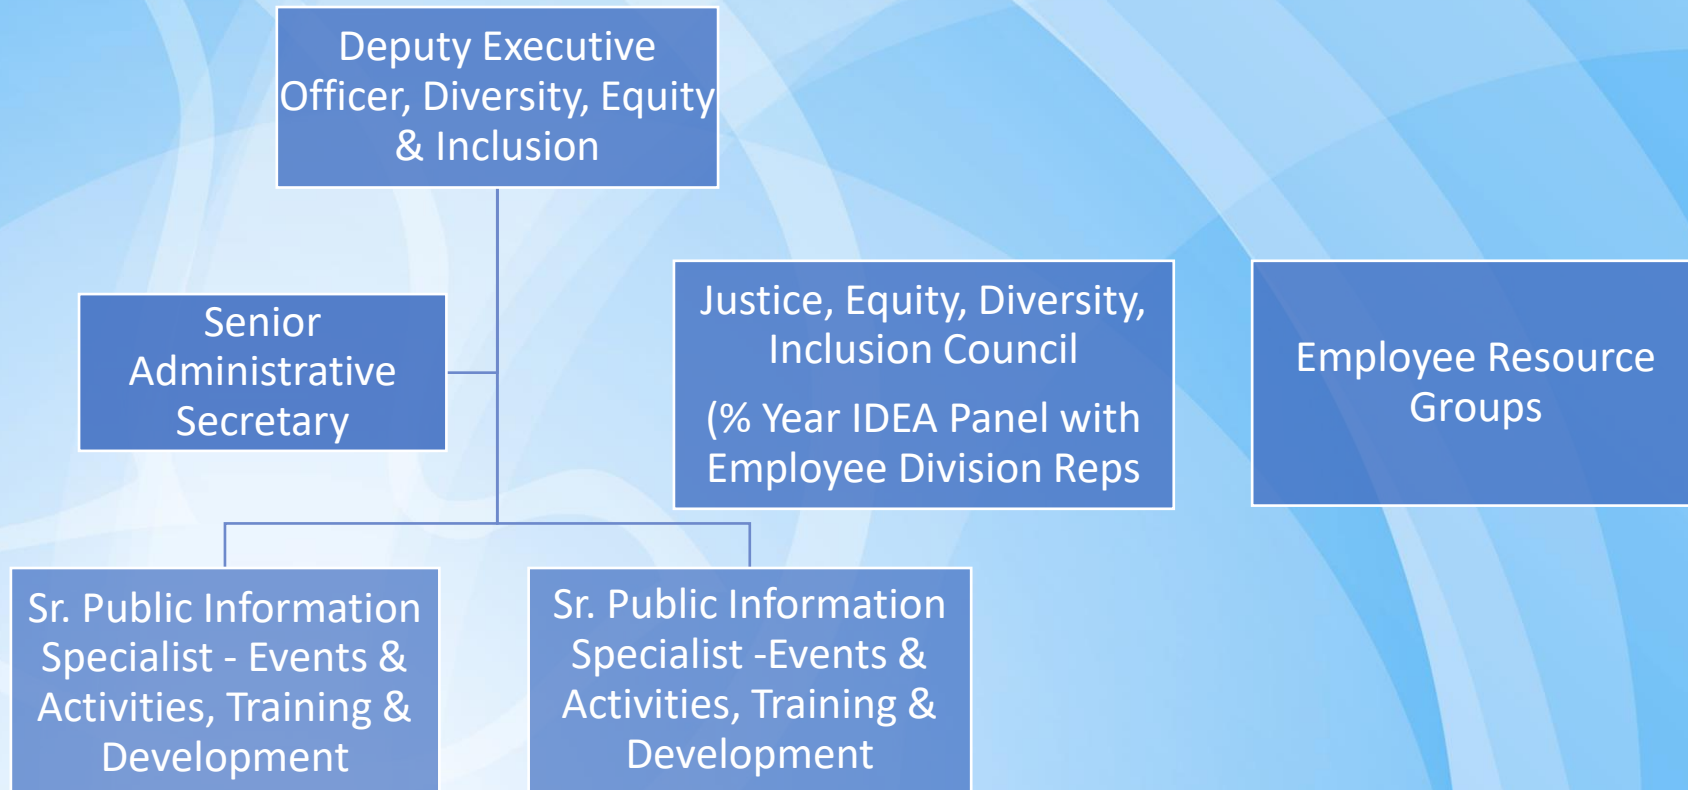 Deputy Executive
Officer, Diversity, Equity
& Inclusion
Senior
Administrative
Secretary
Justice, Equity, Diversity,
Inclusion Council
(% Year IDEA Panel with
Employee Division Reps
Employee Resource
Groups
Sr. Public Information
Specialist - Events &
Activities, Training &
Development
Sr. Public Information
Specialist -Events &
Activities, Training &
Development